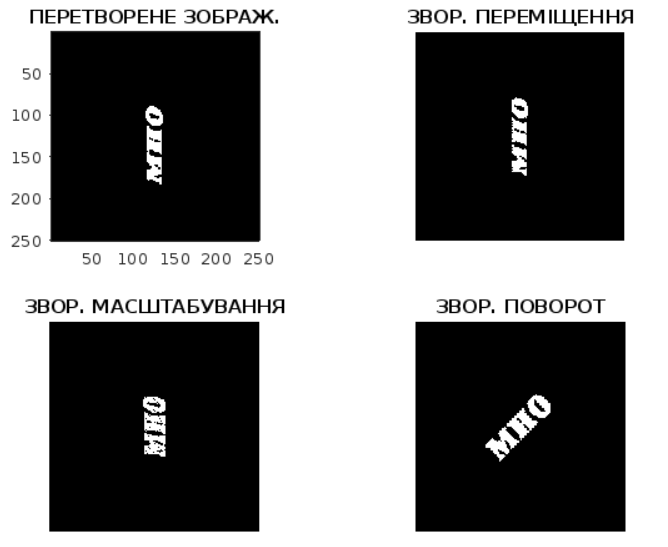 ПЕРЕТВОРЕНЕ ЗОБРАЖ.
50
100
150
200
250
50 100 150 200 250
МНО
ЗВОР. ПЕРЕМІЩЕННЯ
МНО
ЗВОР. МАСШТАБУВАННЯ
МНО
ЗВОР. ПОВОРОТ
МНО